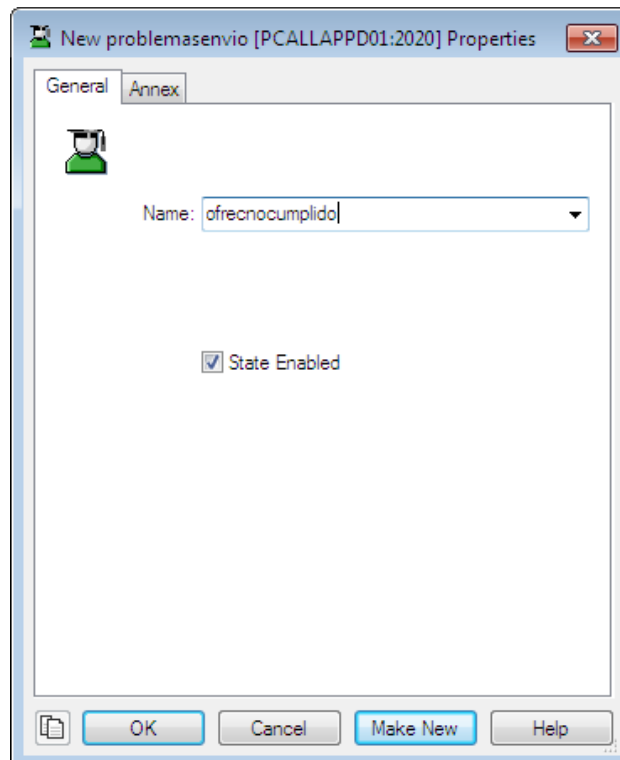 New problemasenvio [PCALLAPPD01:2020] Properties
General Annex
Name: ofrecnocumplido
State Enabled
OK Cancel Make New Help